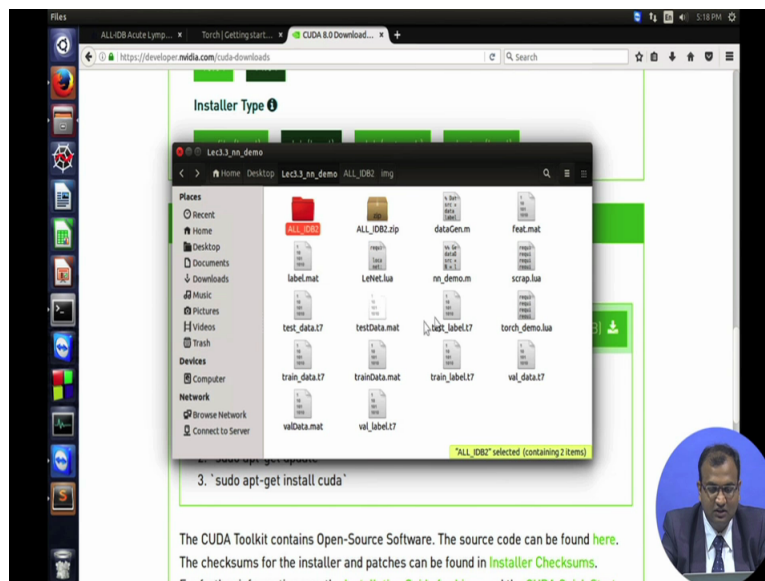 Files
5:18 PM
ALL-IDB Acute Lymp... × Torch | Getting start... × CUDA 8.0 Download... × +
https://developer.nvidia.com/cuda-downloads
Search
Installer Type
Lec3.3_nn_demo
Home Desktop Lec3.3_nn_demo ALL_IDB2 img
Places
Recent
Home
Desktop
Documents
Downloads
Music
Pictures
Videos
Trash
Devices
Computer
Network
Browse Network
Connect to Server
ALL_IDB2 ALL_IDB2.zip dataGen.m feat.mat
label.mat LeNet.lua nn_demo.m scrap.lua
test_data.t7 testData.mat test_label.t7 torch_demo.lua
train_data.t7 trainData.mat train_label.t7 val_data.t7
valData.mat val_label.t7
"ALL_IDB2" selected (containing 2 items)
3. `sudo apt-get install cuda`
The CUDA Toolkit contains Open-Source Software. The source code can be found here.
The checksums for the installer and patches can be found in Installer Checksums.